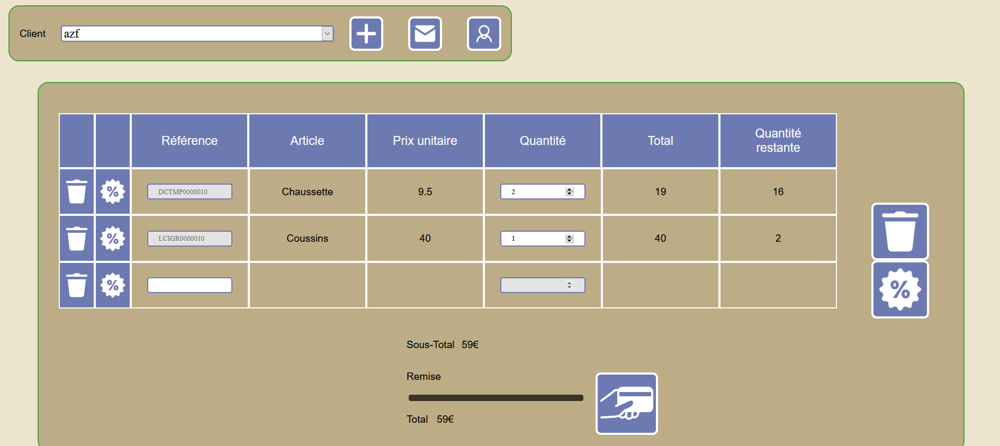 Client azf
Référence Article Prix unitaire Quantité Total Quantité
restante
% DCTMP0000010 Chaussette 9.5 2 19 16
% LCIGR0000010 Coussins 40 1 40 2
%
%
Sous-Total 59€
Remise
Total 59€